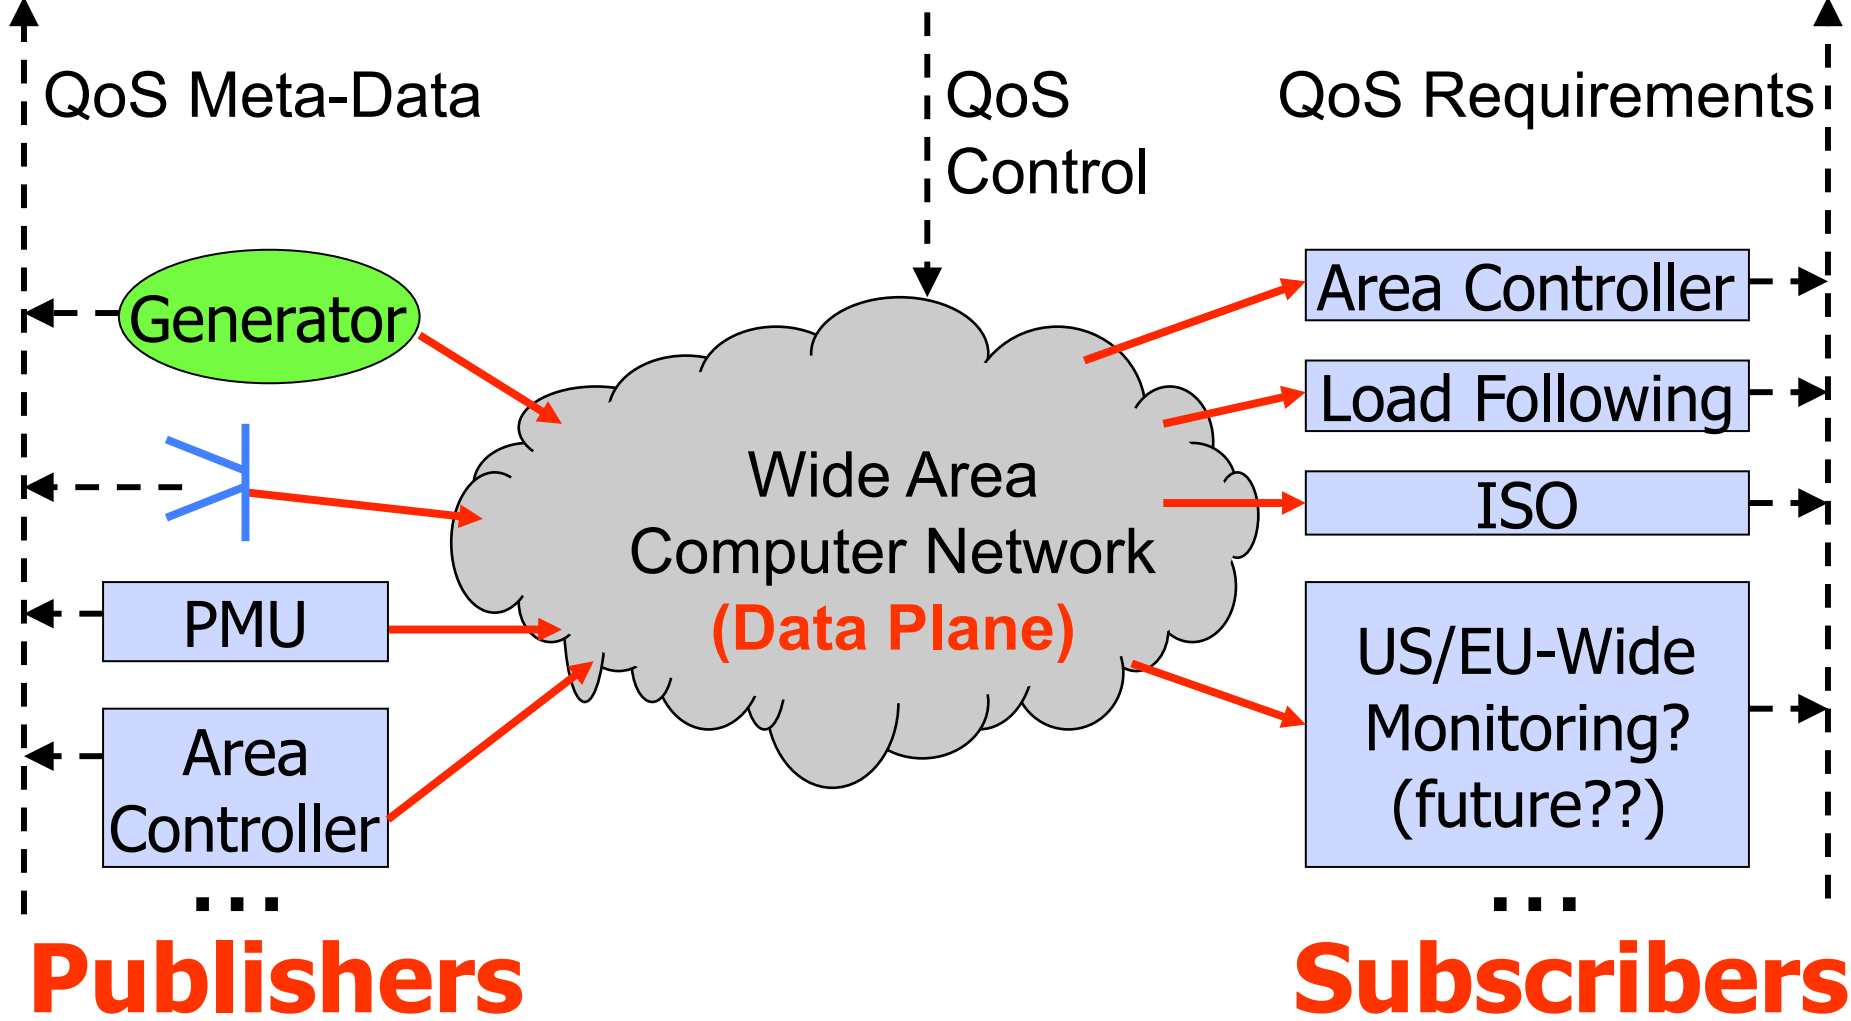 QoS Meta-Data
QoS
Control
QoS Requirements
Generator
PMU
Area
Controller
...
Publishers
Wide Area
Computer Network
(Data Plane)
Area Controller
Load Following
ISO
US/EU-Wide
Monitoring?
(future??)
...
Subscribers